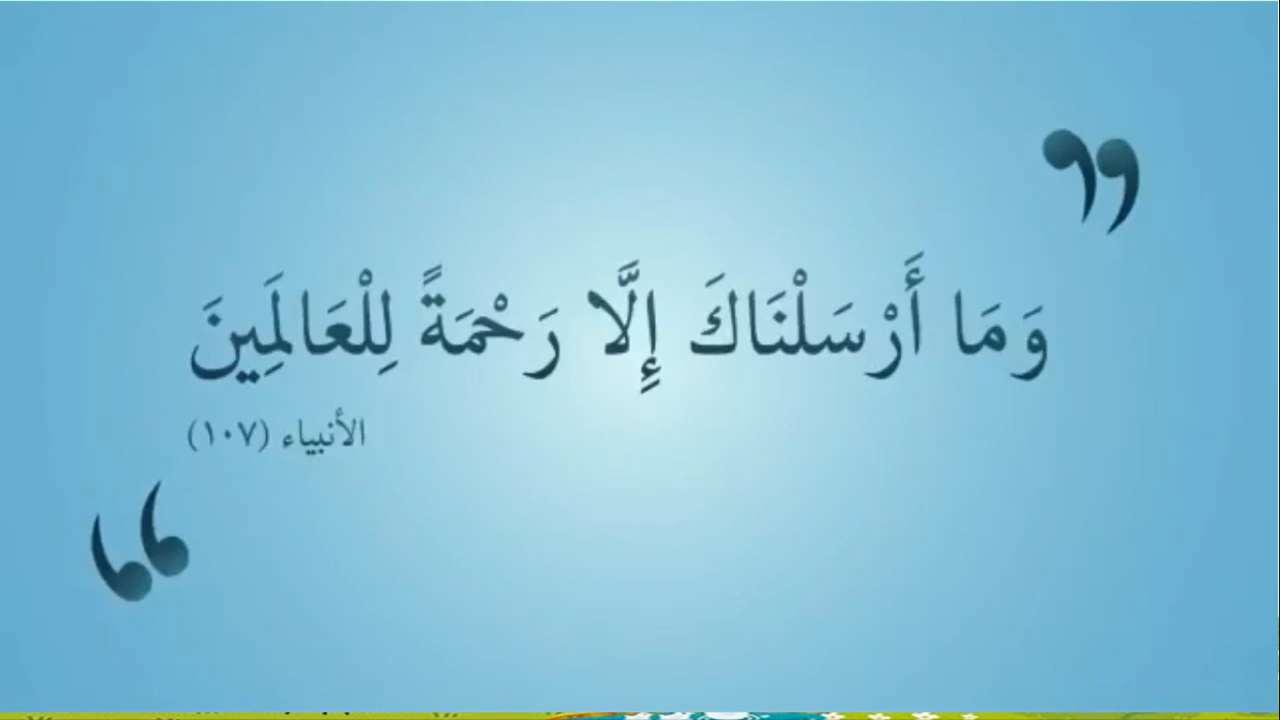 وَمَا أَرْسَلْنَاكَ إِلَّا رَحْمَةً لِلْعَالَمِينَ
الأنبياء (١٠٧)